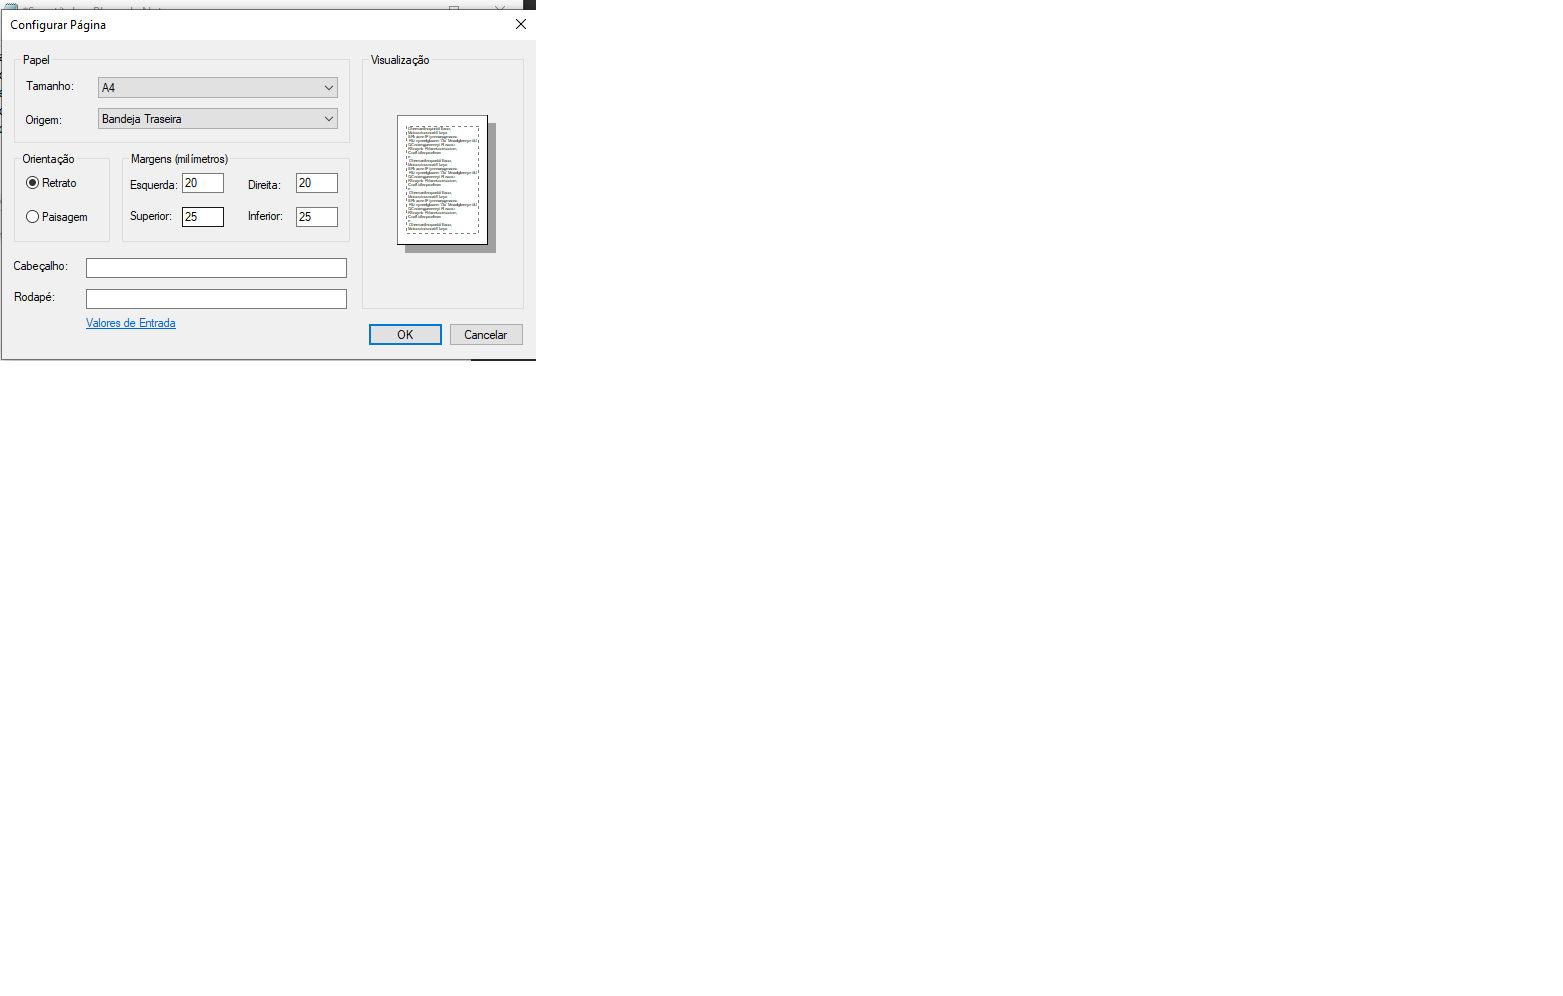 Configurar Página
Papel
Tamanho: A4
Origem: Bandeja Traseira
Orientação
Retrato
Paisagem
Margens (milímetros)
Esquerda: 20 Direita: 20
Superior: 25 Inferior: 25
Cabeçalho:
Rodapé:
Valores de Entrada
Visualização
OK Cancelar